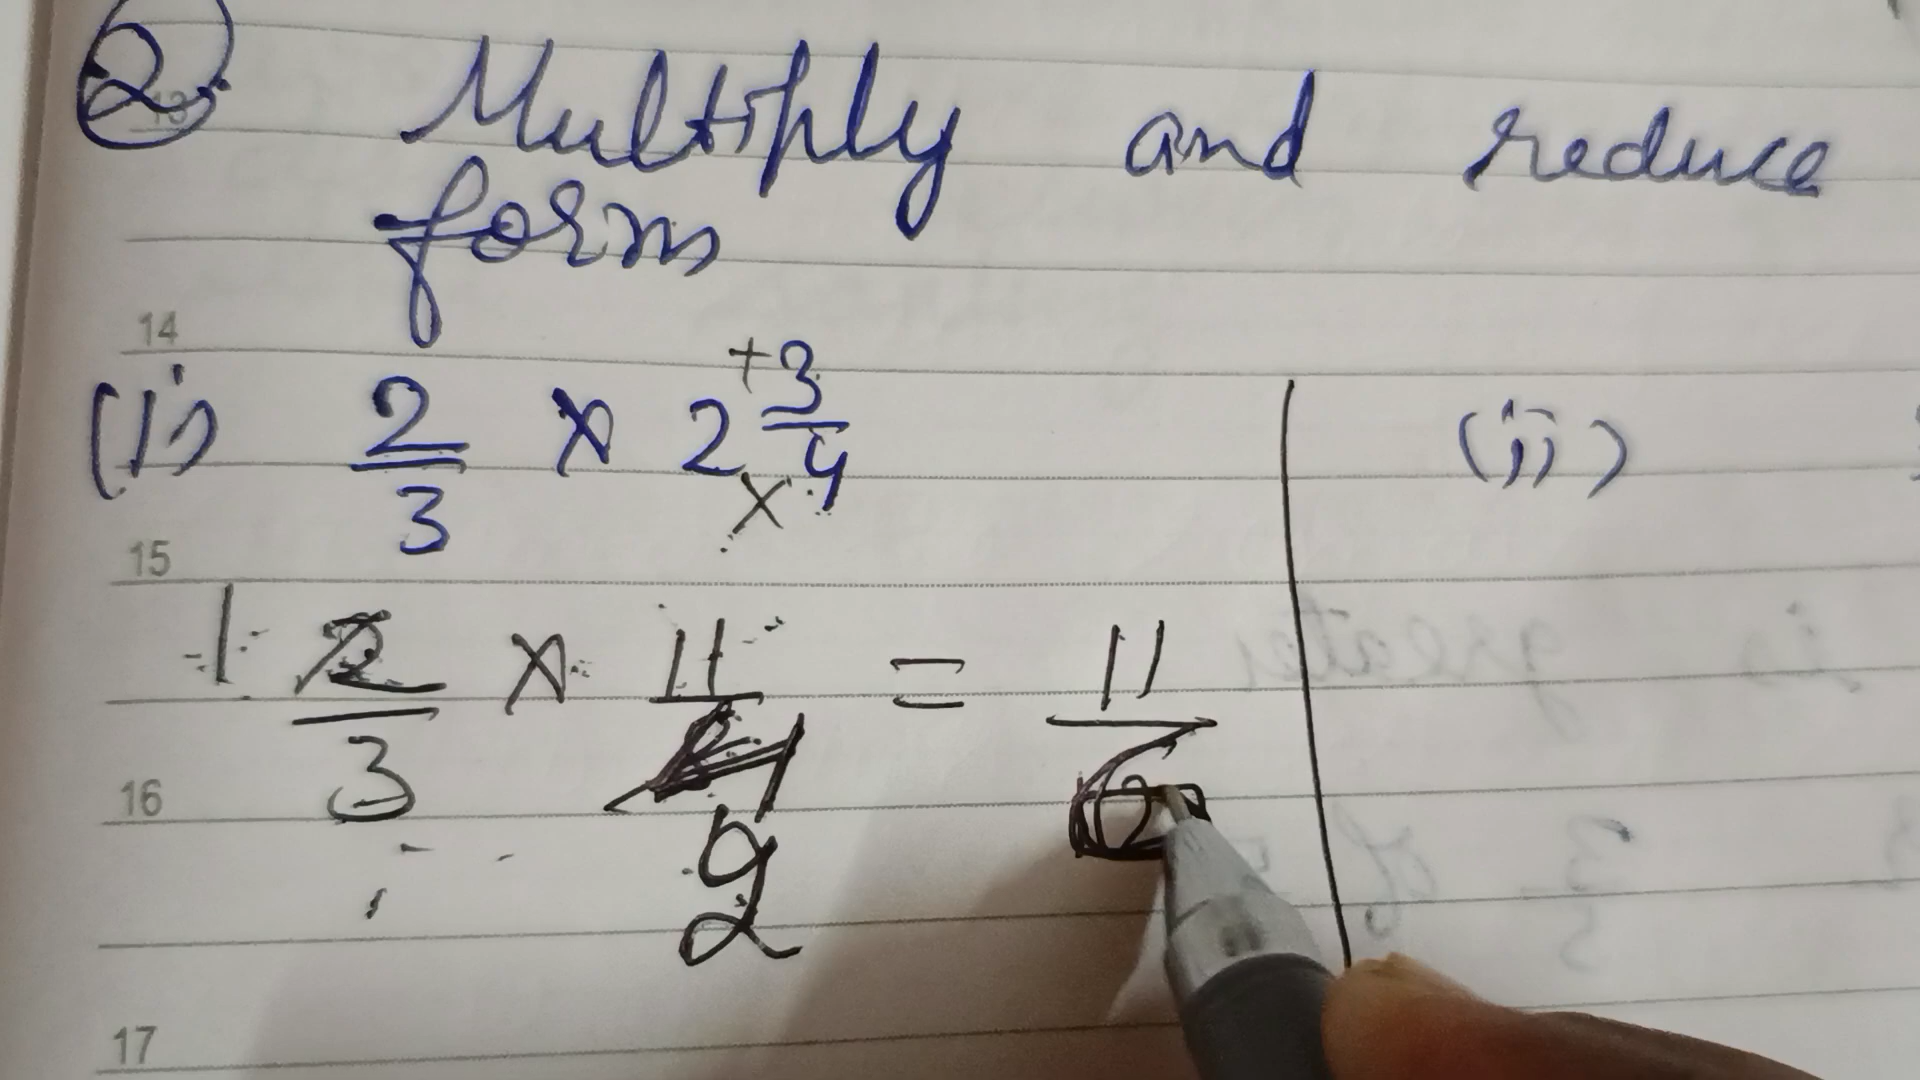 2. Multiply and reduce
form
14
(i) 2/3 × 2 +3/4 (ii)
×
15
1 2/3 × 11/4 = 11/6
16
2
17